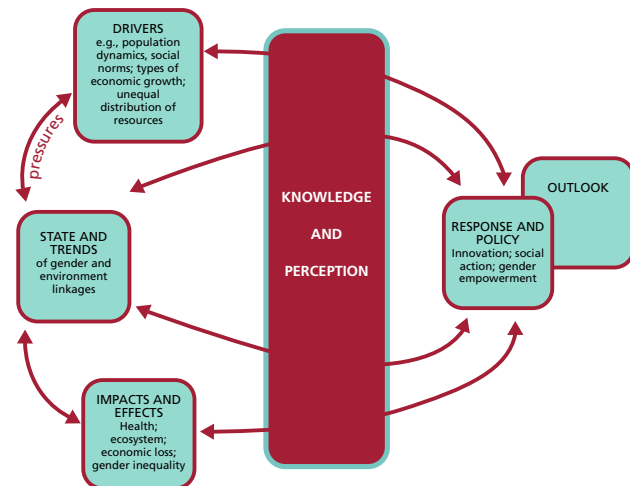 DRIVERS
e.g., population
dynamics, social
norms; types of
economic growth;
unequal
distribution of
resources
pressures
STATE AND
TRENDS
of gender and
environment
linkages
IMPACTS AND
EFFECTS
Health;
ecosystem;
economic loss;
gender inequality
KNOWLEDGE
AND
PERCEPTION
RESPONSE AND
POLICY
Innovation; social
action; gender
empowerment
OUTLOOK